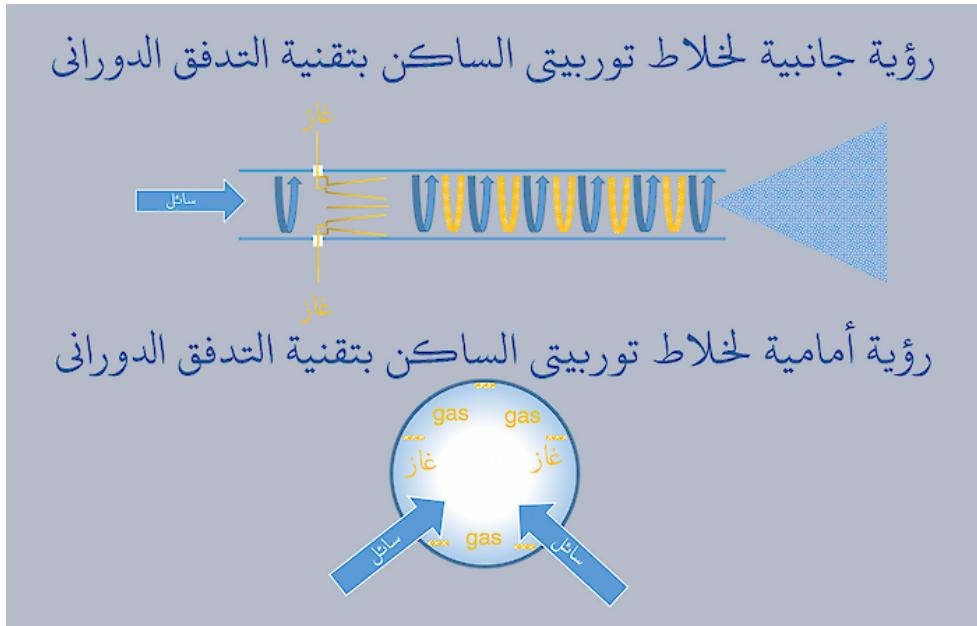 رؤية جانبية لخلاط توربيتى الساكن بتقنية التدفق الدورانى
غاز
سائل
غاز
رؤية أمامية لخلاط توربيتى الساكن بتقنية التدفق الدورانى
gas gas
غاز غاز
gas
سائل سائل